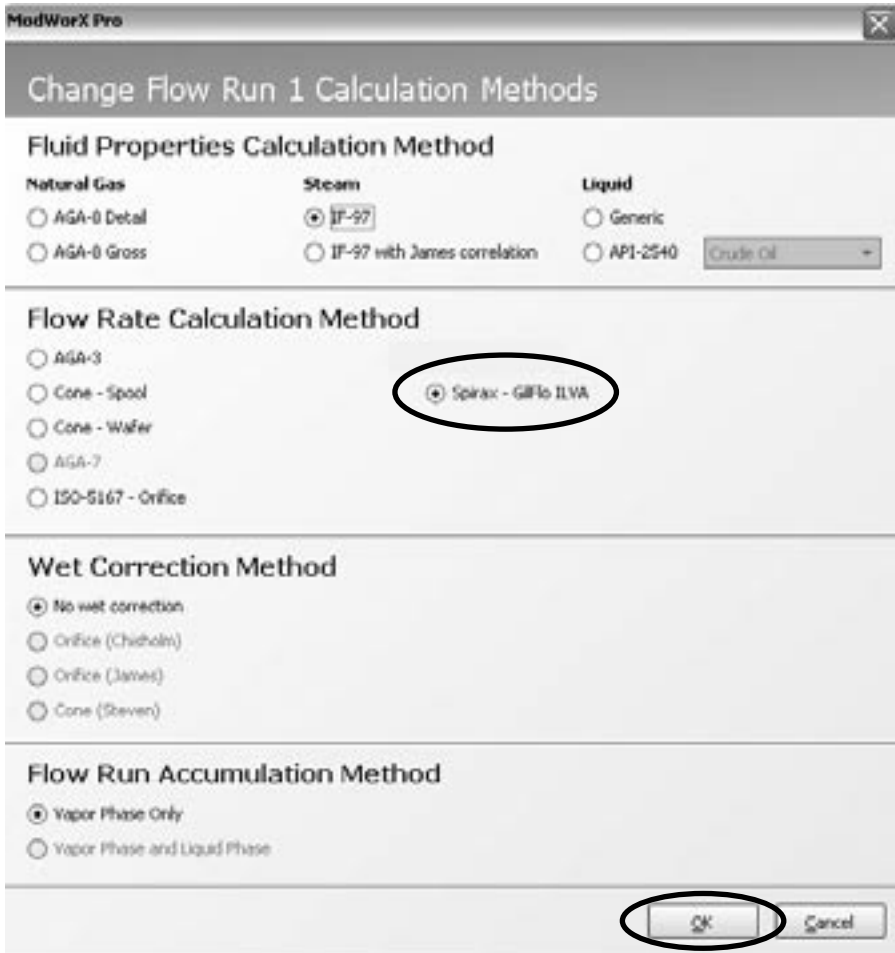 ModWorX Pro
Change Flow Run 1 Calculation Methods
Fluid Properties Calculation Method
Natural Gas Steam Liquid
AGA-8 Detail IF-97 Generic
AGA-8 Gross IF-97 with James correlation API-2540 Crude Oil
Flow Rate Calculation Method
AGA-3
Cone - Spool Spirax - GilFlo ILVA
Cone - Wafer
AGA-7
ISO-5167 - Orifice
Wet Correction Method
No wet correction
Orifice (Chisholm)
Orifice (James)
Cone (Steven)
Flow Run Accumulation Method
Vapor Phase Only
Vapor Phase and Liquid Phase
OK Cancel